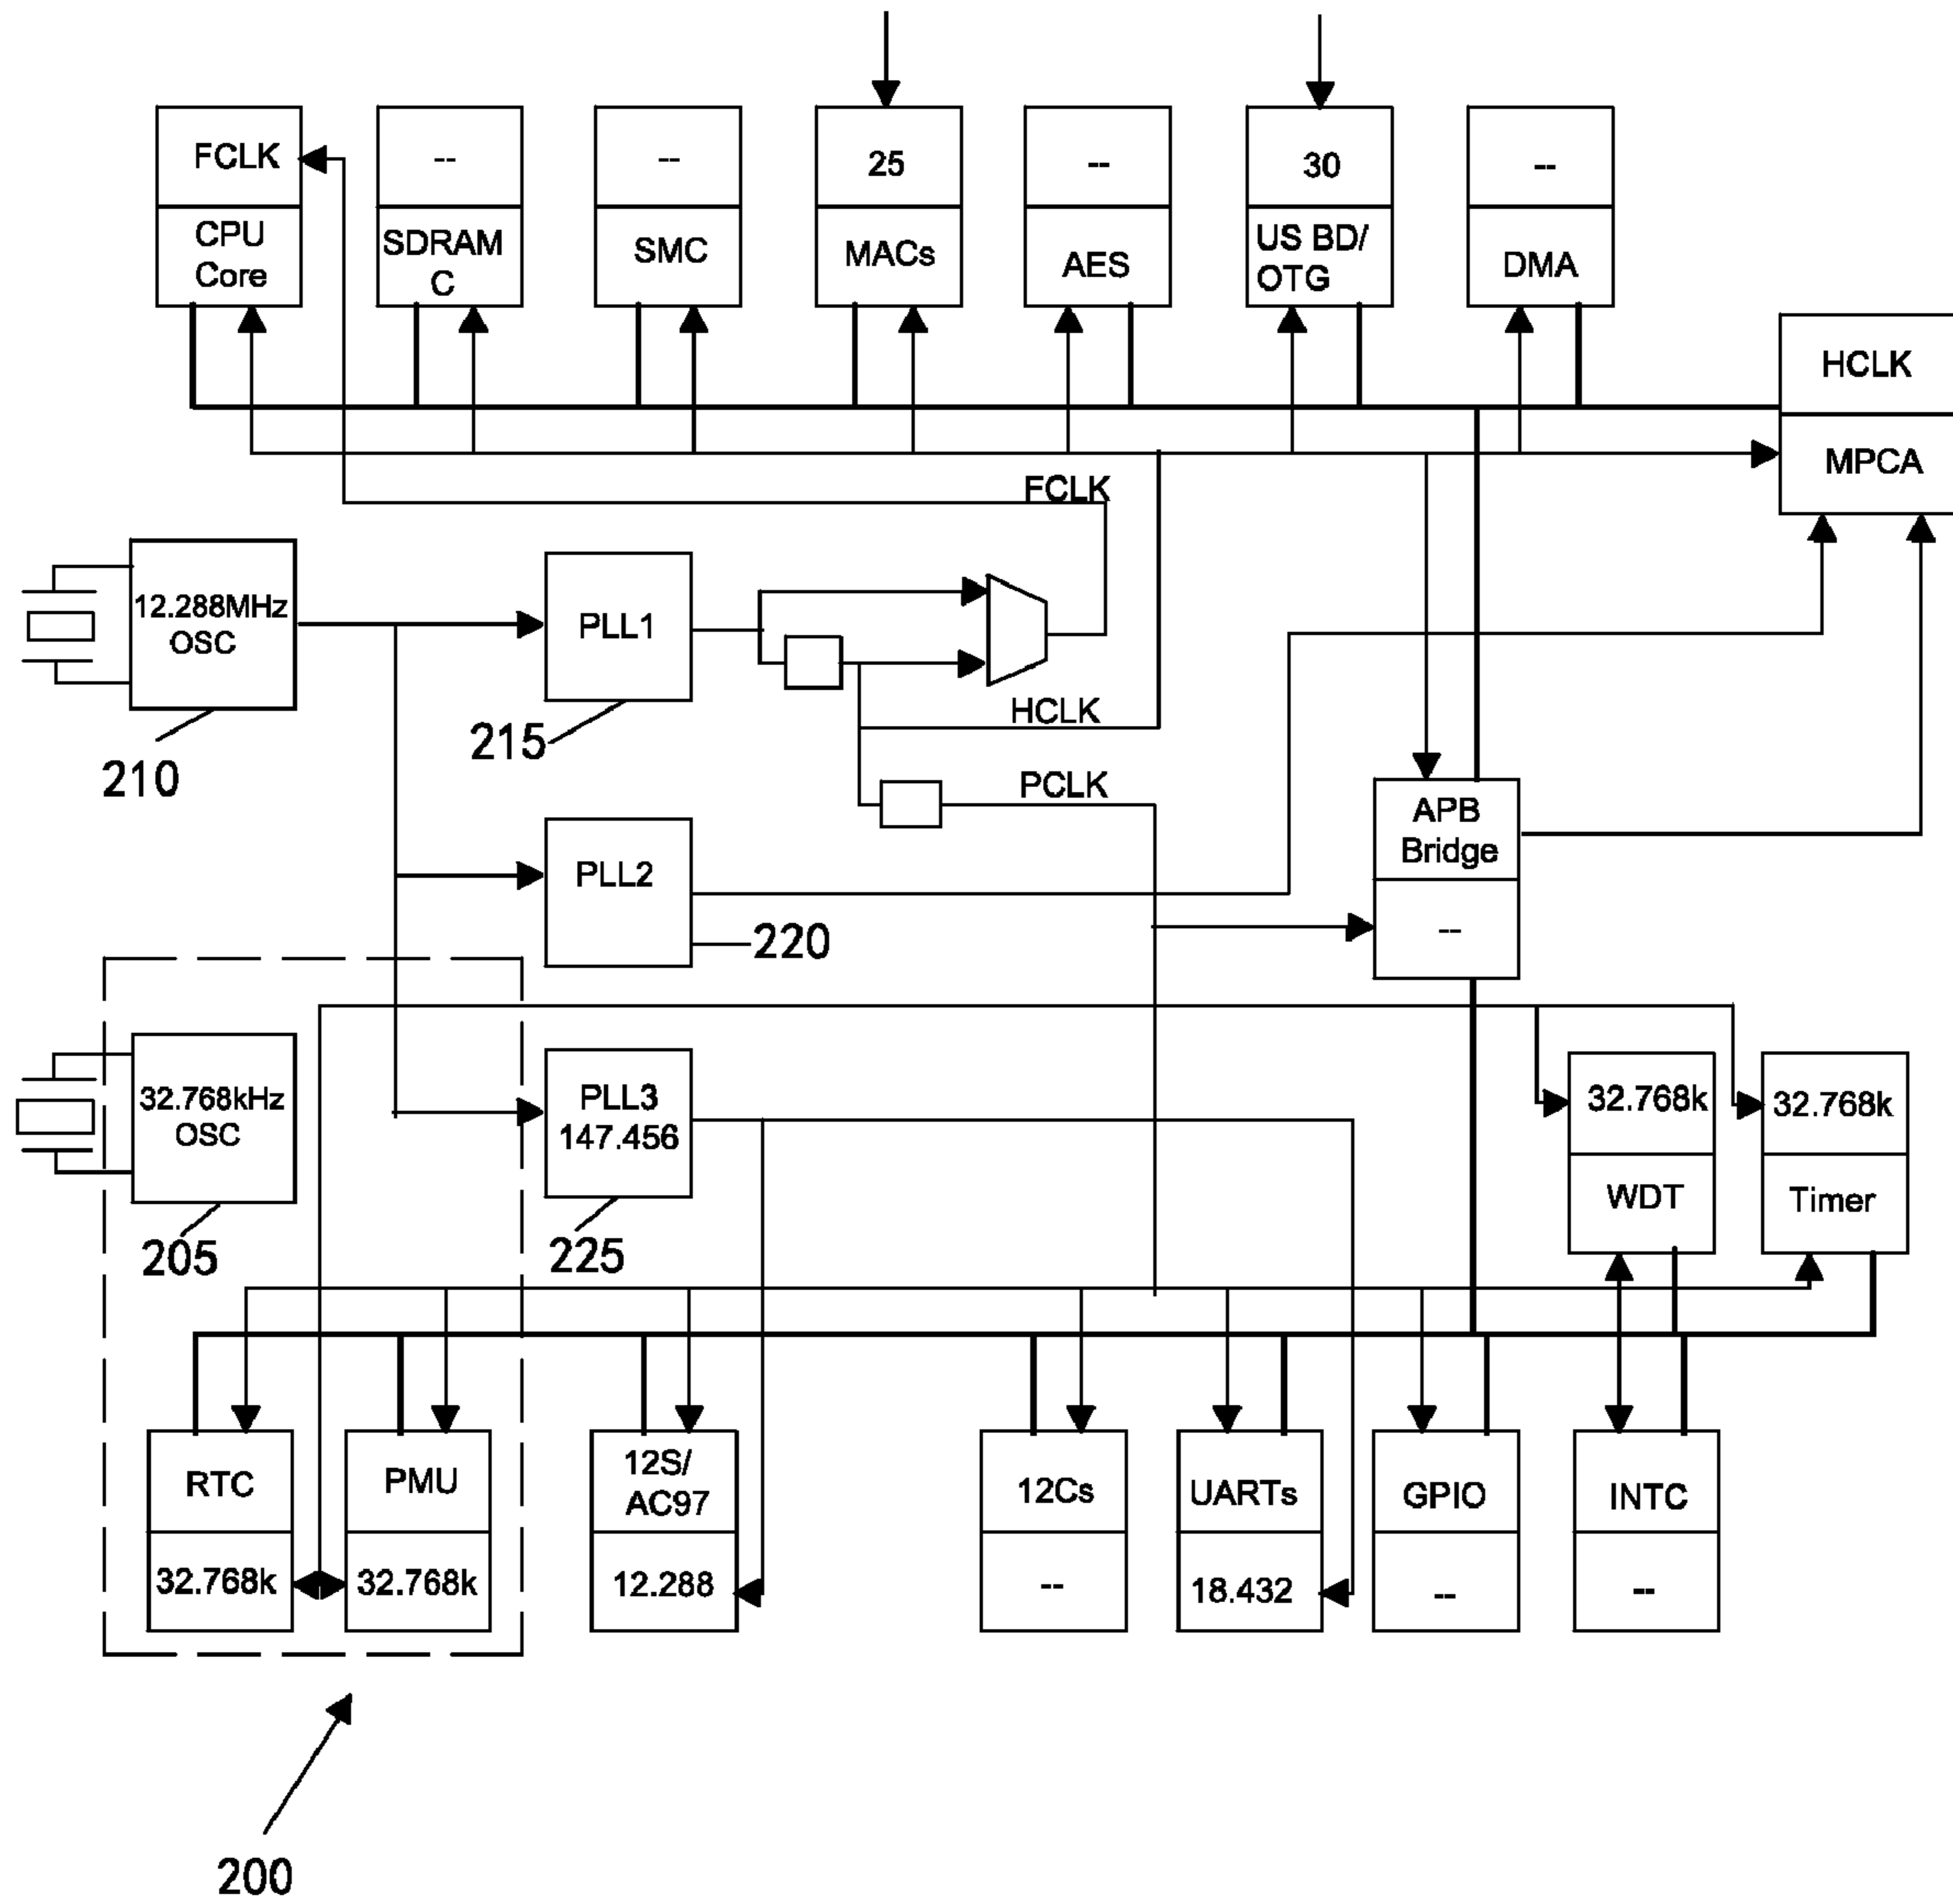 FCLK
--
--
25
--
30
--
CPU
Core
SDRAM
C
SMC
MACs
AES
US BD/
OTG
DMA
HCLK
MPCA
FCLK
12.288MHz
OSC
PLL1
210
215
HCLK
PCLK
APB
Bridge
--
PLL2
220
32.768kHz
OSC
205
PLL3
147.456
225
32.768k
WDT
32.768k
Timer
RTC
32.768k
PMU
32.768k
12S/
AC97
12.288
12Cs
--
UARTs
18.432
GPIO
--
INTC
--
200